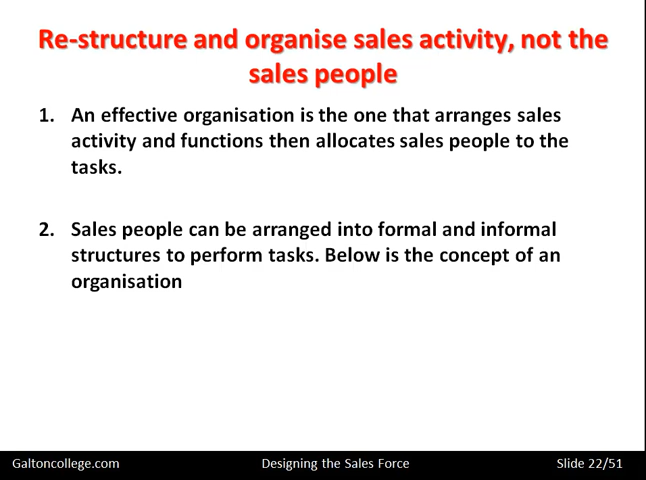 Re-structure and organise sales activity, not the
sales people
1. An effective organisation is the one that arranges sales
activity and functions then allocates sales people to the
tasks.
2. Sales people can be arranged into formal and informal
structures to perform tasks. Below is the concept of an
organisation
Galtoncollege.com Designing the Sales Force Slide 22/51